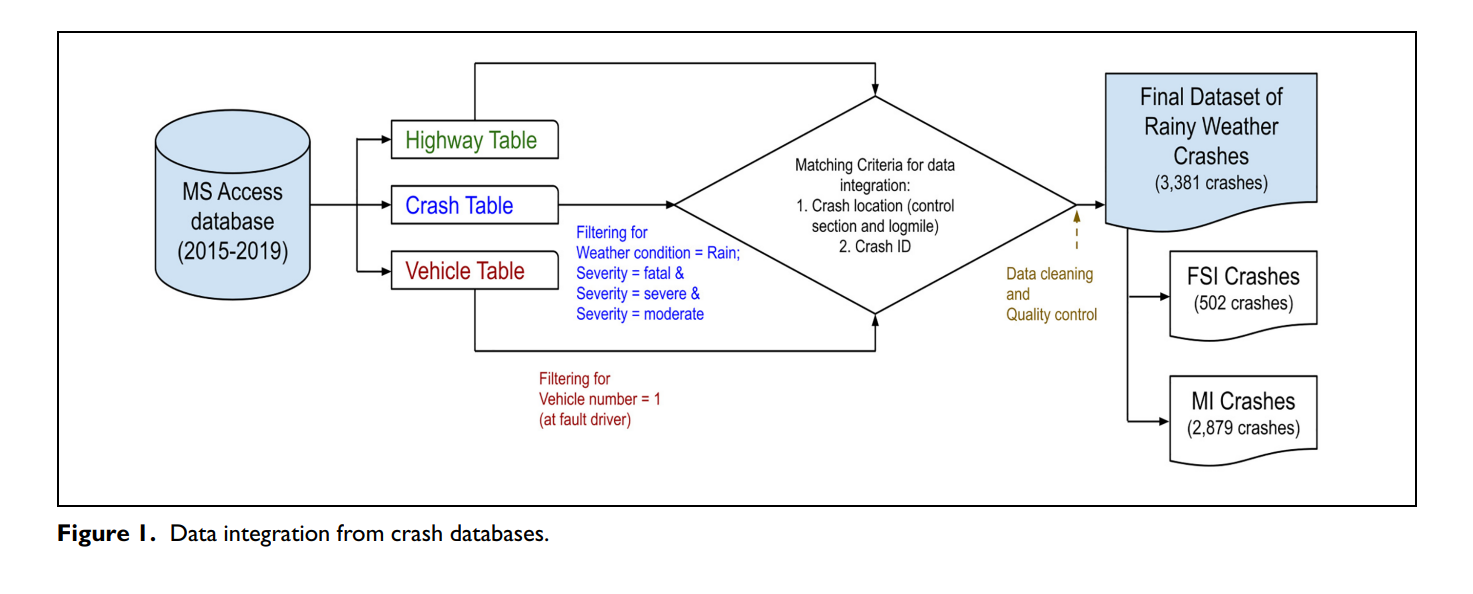 MS Access
database
(2015-2019)
Highway Table
Crash Table
Vehicle Table
Filtering for
Weather condition = Rain;
Severity = fatal &
Severity = severe &
Severity = moderate
Filtering for
Vehicle number = 1
(at fault driver)
Matching Criteria for data
integration:
1. Crash location (control
section and logmile)
2. Crash ID
Data cleaning
and
Quality control
Final Dataset of
Rainy Weather
Crashes
(3,381 crashes)
FSI Crashes
(502 crashes)
MI Crashes
(2,879 crashes)
Figure 1. Data integration from crash databases.